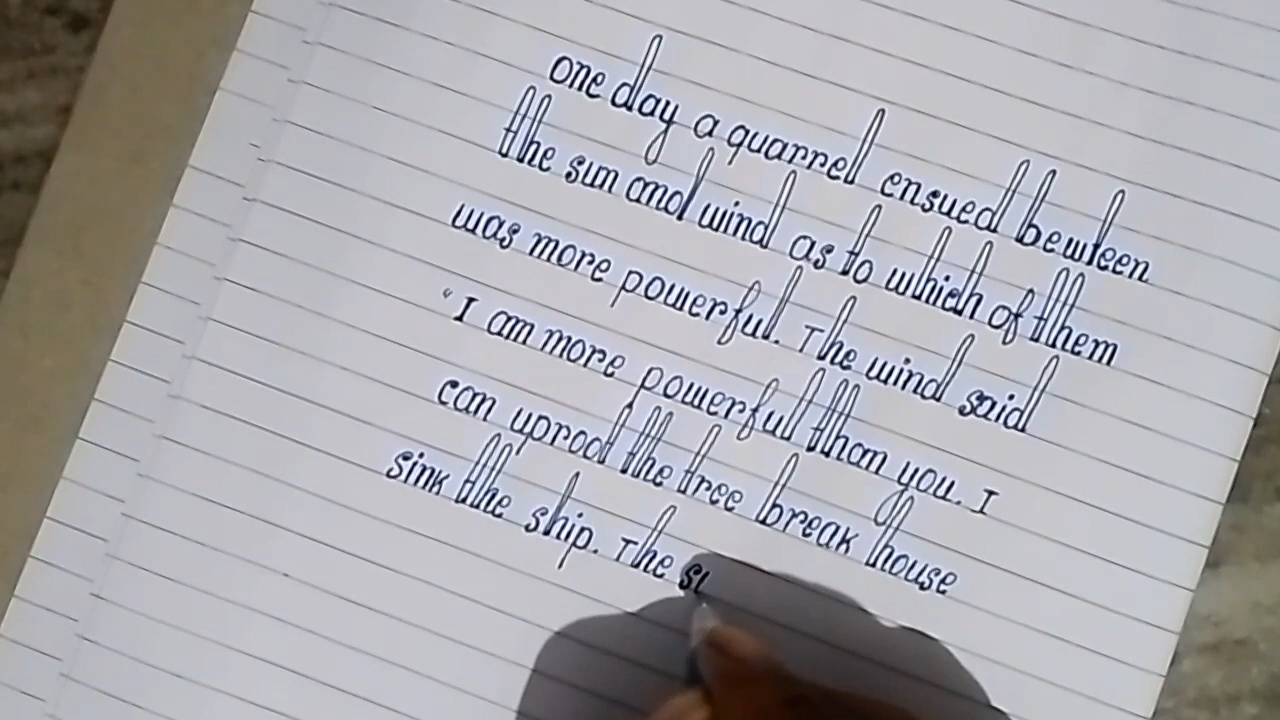 one day a quarrel ensued bewteen
the sun and wind as to which of them
was more powerful. The wind said
"I am more powerful than you. I
can uproot the tree break house
sink the ship. The su